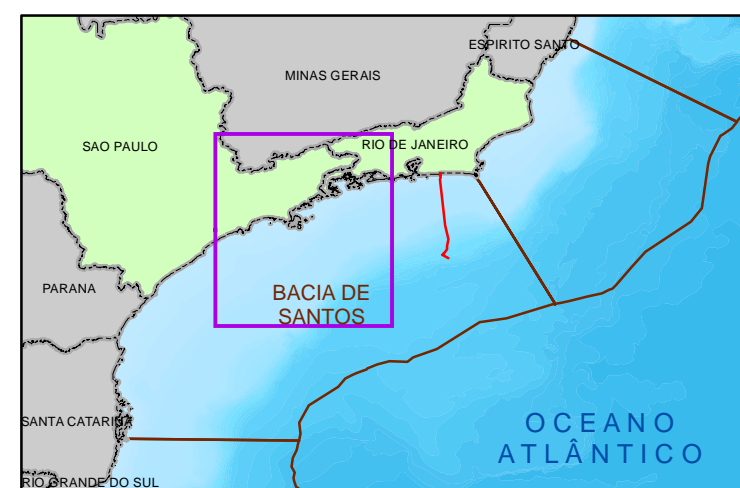 ESPIRITO SANTO
MINAS GERAIS
SAO PAULO
RIO DE JANEIRO
PARANA
BACIA DE
SANTOS
SANTA CATARINA
OCEANO
ATLÂNTICO
RIO GRANDE DO SUL